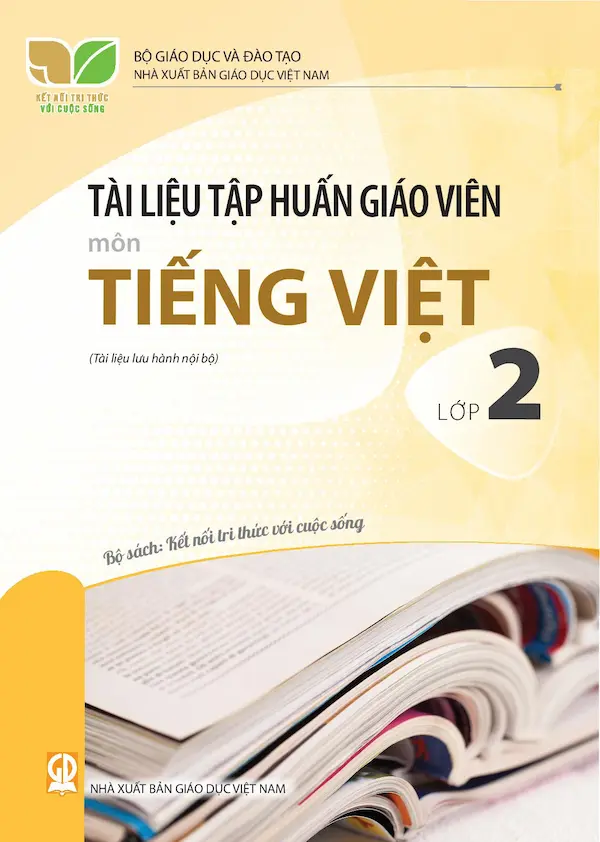 KẾT NỐI TRI THỨC
VỚI CUỘC SỐNG
BỘ GIÁO DỤC VÀ ĐÀO TẠO
NHÀ XUẤT BẢN GIÁO DỤC VIỆT NAM
TÀI LIỆU TẬP HUẤN GIÁO VIÊN
môn
TIẾNG VIỆT
(Tài liệu lưu hành nội bộ)
LỚP 2
Bộ sách: Kết nối tri thức với cuộc sống
NHÀ XUẤT BẢN GIÁO DỤC VIỆT NAM